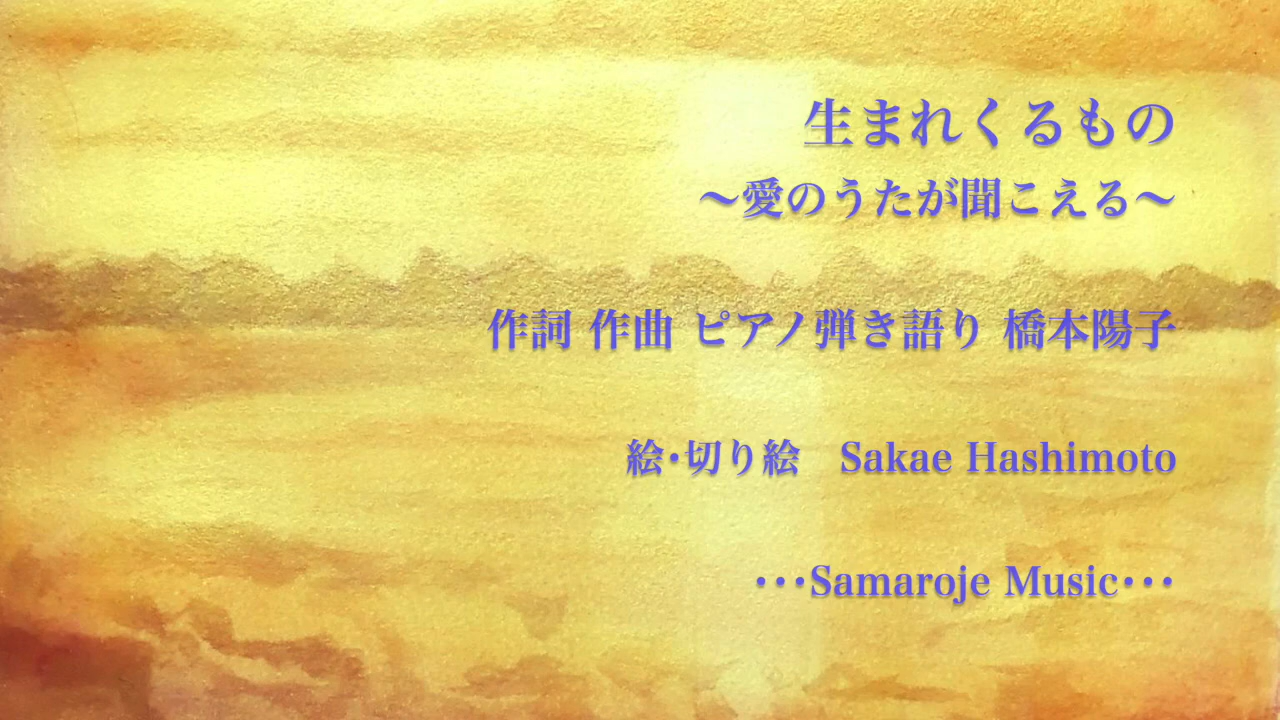 生まれくるもの
〜愛のうたが聞こえる〜
作詞 作曲 ピアノ弾き語り 橋本陽子
絵・切り絵　Sakae Hashimoto
・・・Samaroje Music・・・